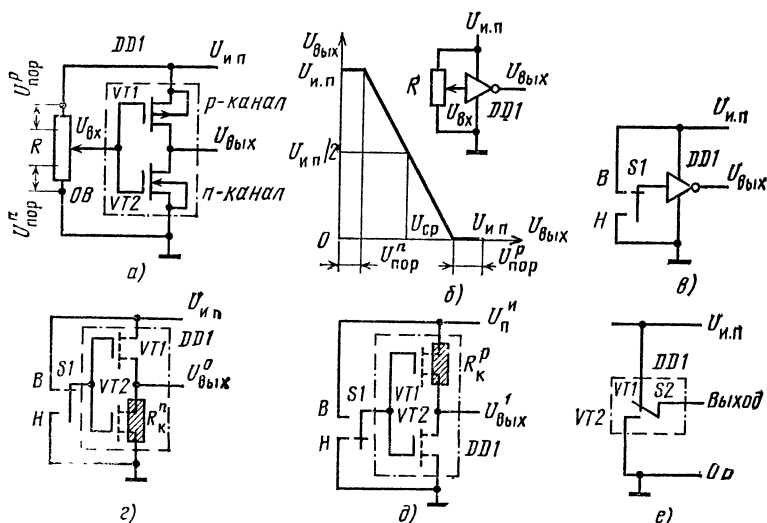 DD1
U и п
U р пор
VT1
р-канал
R
U вх
U вых
n-канал
U n пор
0В
VT2
а)
U вых
U и.п
U и.п
R
U вх
DD1
U вых
U и п/2
U ср
U и п
U вых
0
U n пор
U р пор
б)
U и.п
DD1
В
S1
U вых
Н
в)
U и п
DD1
VT1
S1
VT2
U 0 вых
В
Н
R n к
г)
U и п
R р к
VT1
S1
VT2
U 1 вых
В
Н
DD1
д)
U и.п
DD1
VT1
S2
Выход
VT2
0 р
е)